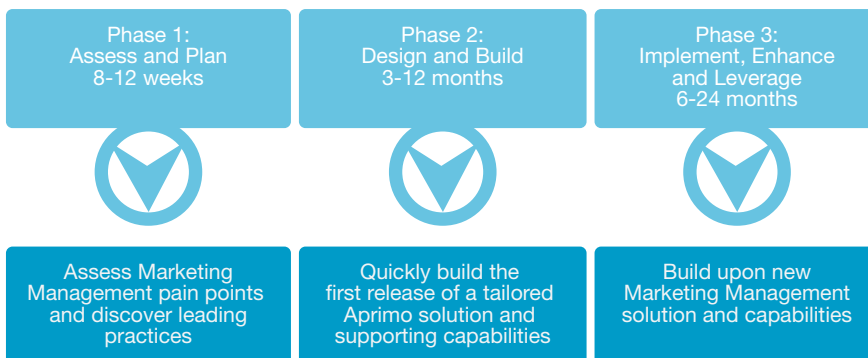 Phase 1:
Assess and Plan
8-12 weeks
Phase 2:
Design and Build
3-12 months
Phase 3:
Implement, Enhance
and Leverage
6-24 months
Assess Marketing
Management pain points
and discover leading
practices
Quickly build the
first release of a tailored
Aprimo solution and
supporting capabilities
Build upon new
Marketing Management
solution and capabilities